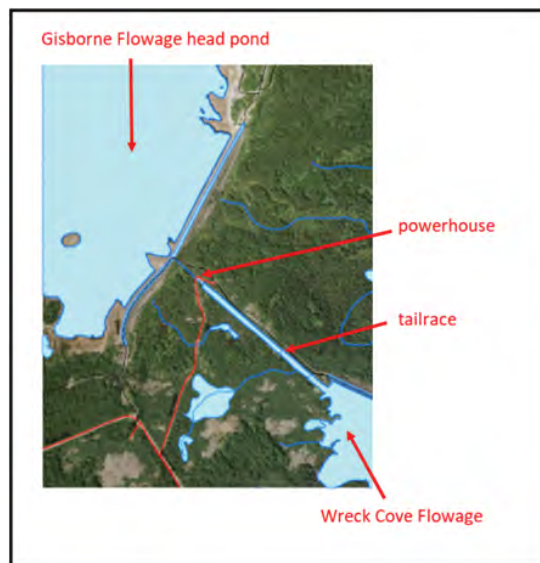 Gisborne Flowage head pond
powerhouse
tailrace
Wreck Cove Flowage